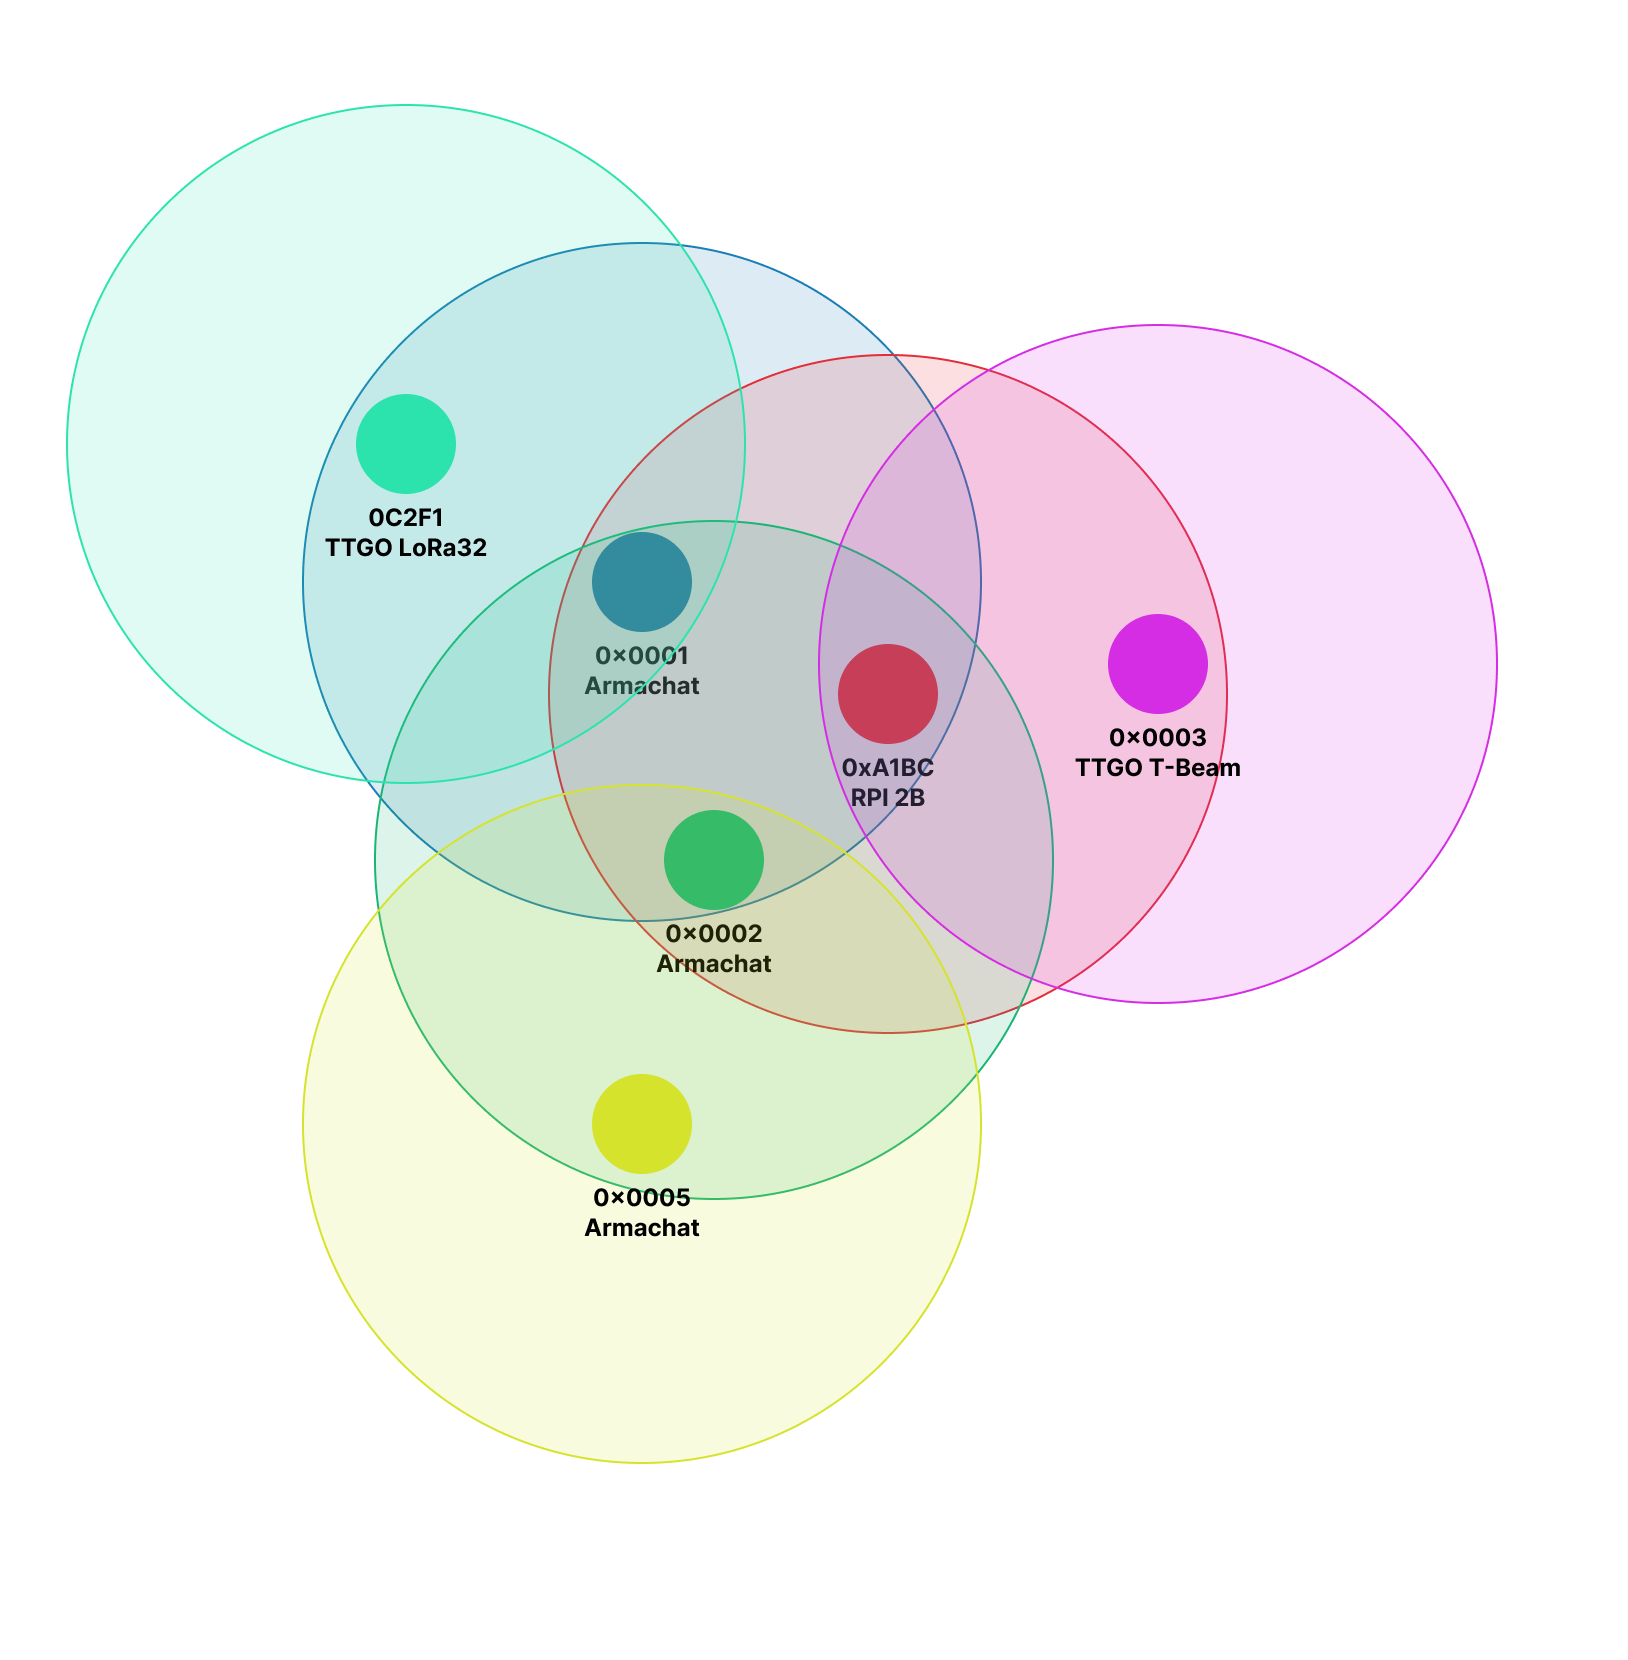 0C2F1
TTGO LoRa32
0×0001
Armachat
0×0003
TTGO T-Beam
0xA1BC
RPI 2B
0×0002
Armachat
0×0005
Armachat